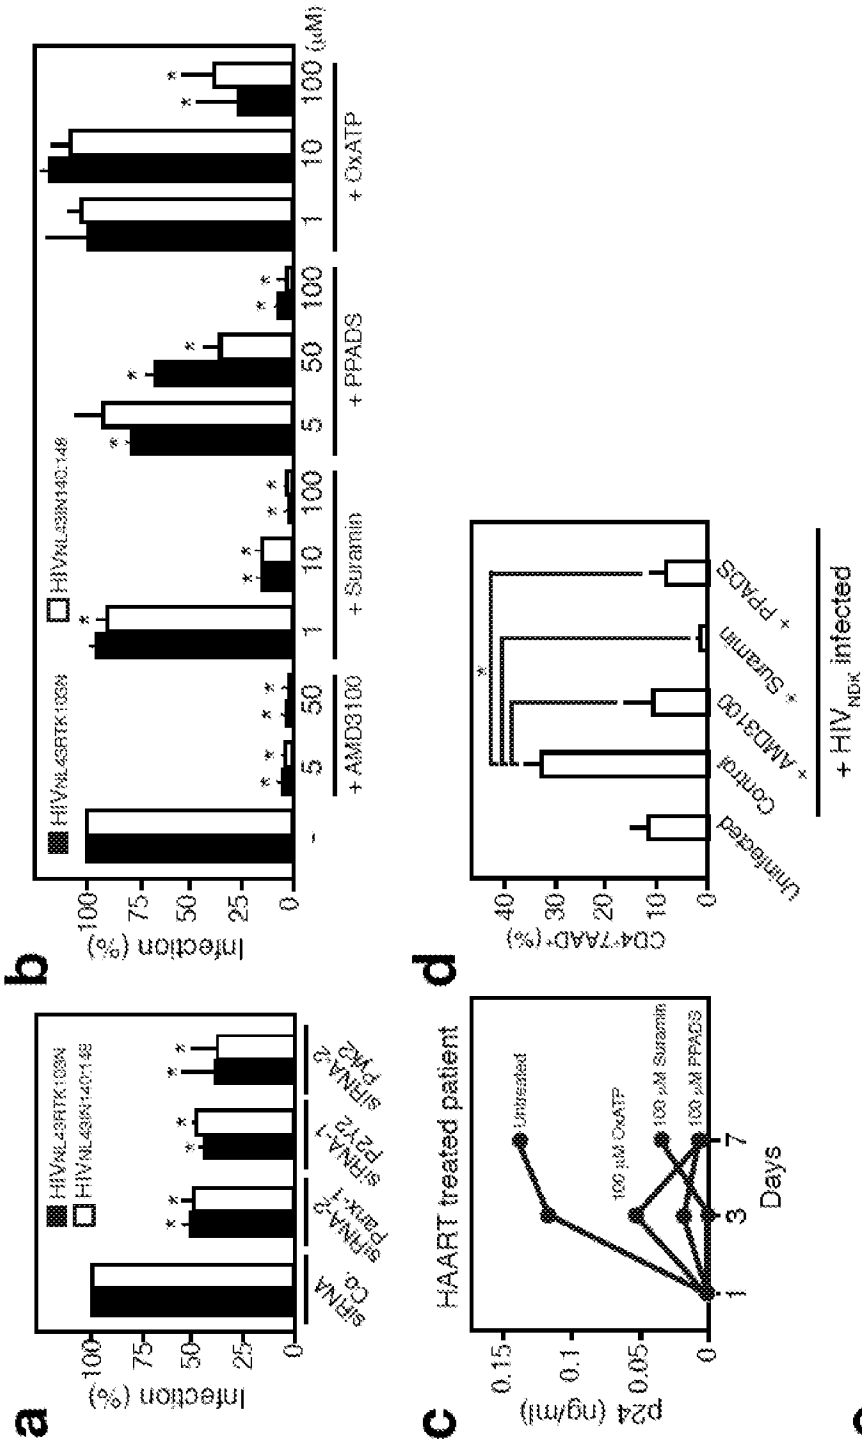 a
HIVNL43RTK103N
HIVNL43IN140:148
Infection (%)
100
75
50
25
0
siRNA Co.
siRNA-2 Panx-1
siRNA-1 P2Y2
siRNA-2 Pyk2
b
HIVNL43RTK103N
HIVNL43IN140:148
Infection (%)
100
75
50
25
0
- 5 50 1 10 100 5 50 100 1 10 100 (µM)
+ AMD3100
+ Suramin
+ PPADS
+ OxATP
* * * * * * * * * * * * * * * *
c
HAART treated patient
p24 (ng/ml)
0.15
0.1
0.05
0
Untreated
100 µM OxATP
100 µM Suramin
100 µM PPADS
1 3 7
Days
d
CD4+7AAD+ (%)
40
30
20
10
0
*
Uninfected
Control
+ AMD3100
+ Suramin
+ PPADS
+ HIVNDK infected